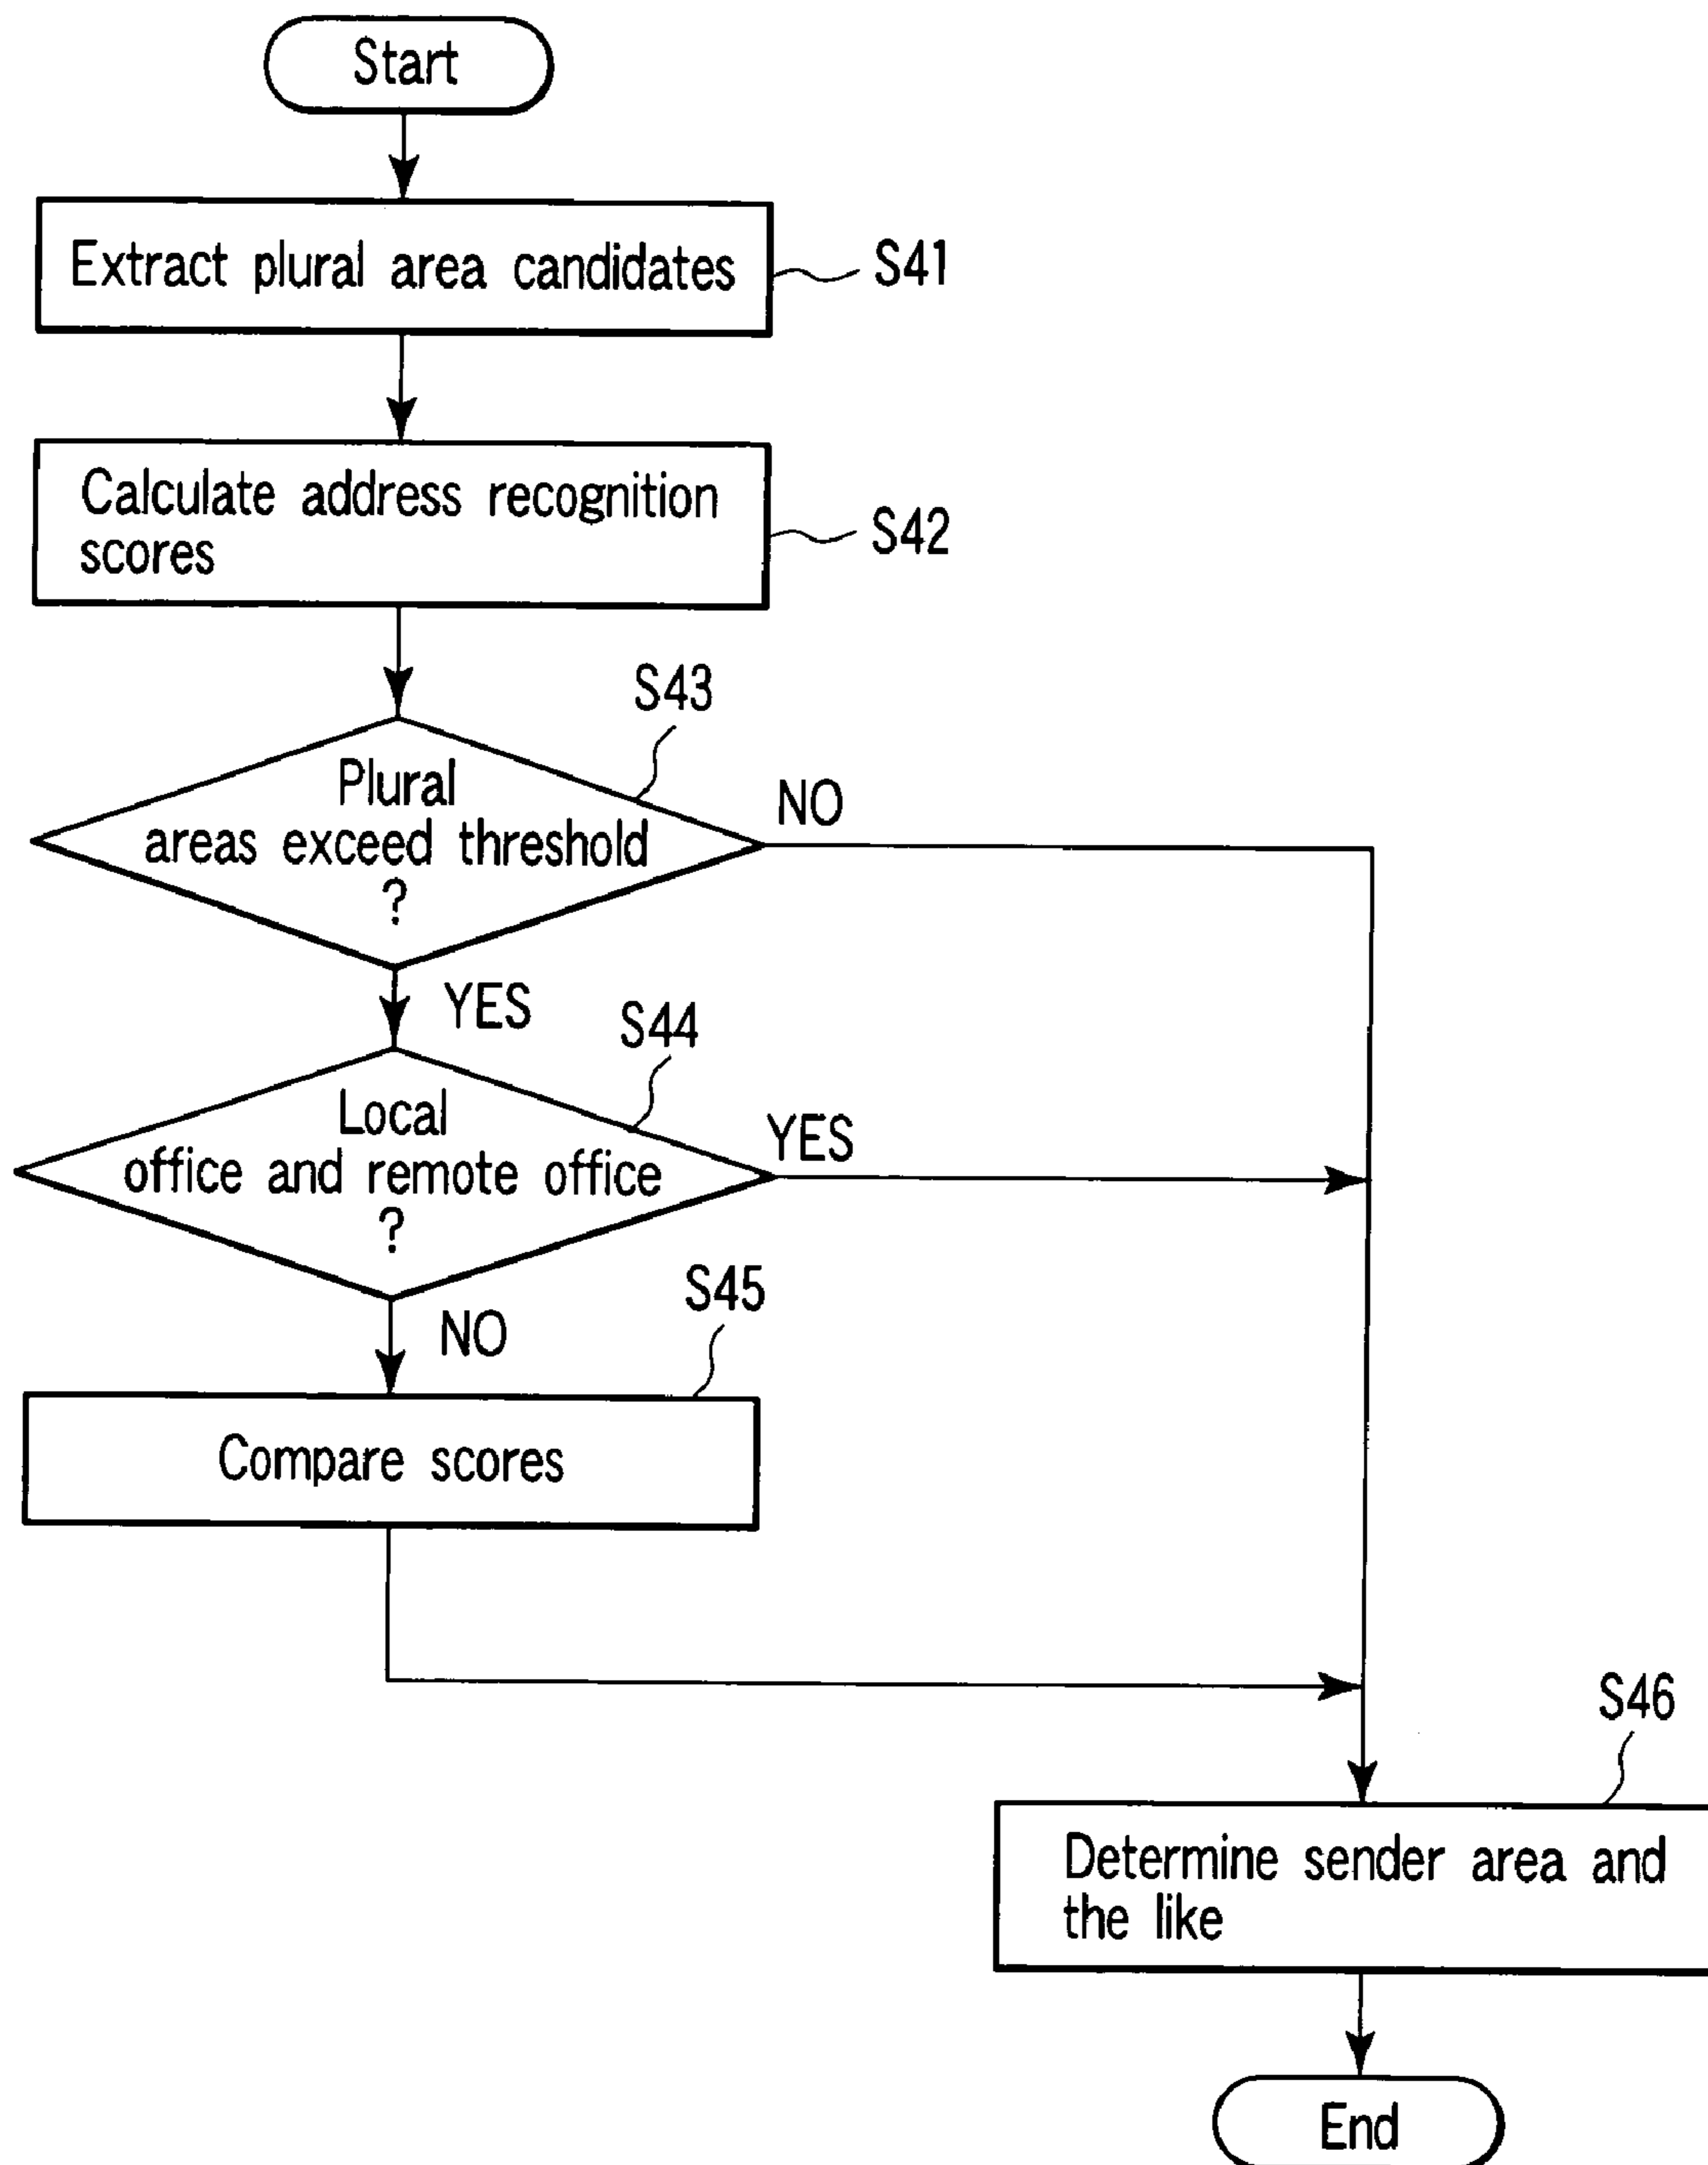 Start
Extract plural area candidates
S41
Calculate address recognition
scores
S42
S43
Plural
areas exceed threshold
?
NO
YES
S44
Local
office and remote office
?
YES
NO
S45
Compare scores
S46
Determine sender area and
the like
End